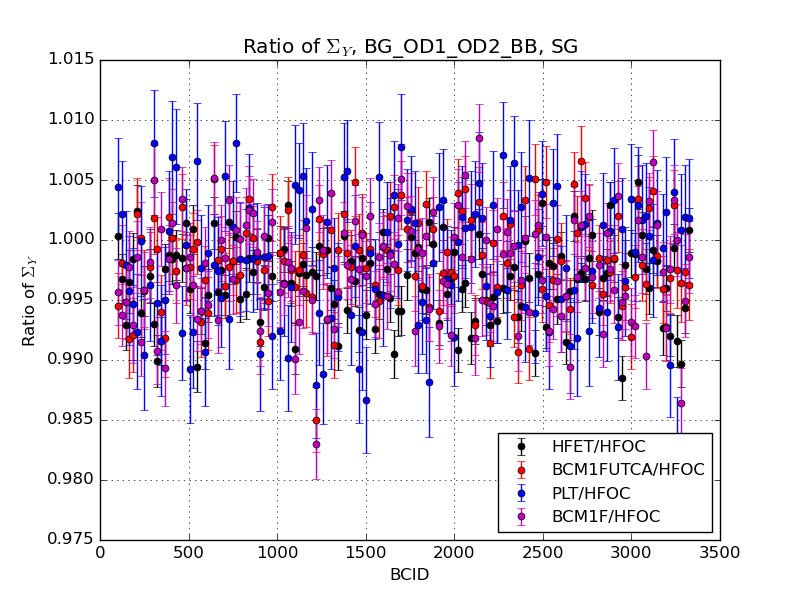 Ratio of Σ_Y, BG_OD1_OD2_BB, SG
1.015
1.010
1.005
1.000
0.995
0.990
0.985
0.980
0.975
Ratio of Σ_Y
HFET/HFOC
BCM1FUTCA/HFOC
PLT/HFOC
BCM1F/HFOC
0 500 1000 1500 2000 2500 3000 3500
BCID